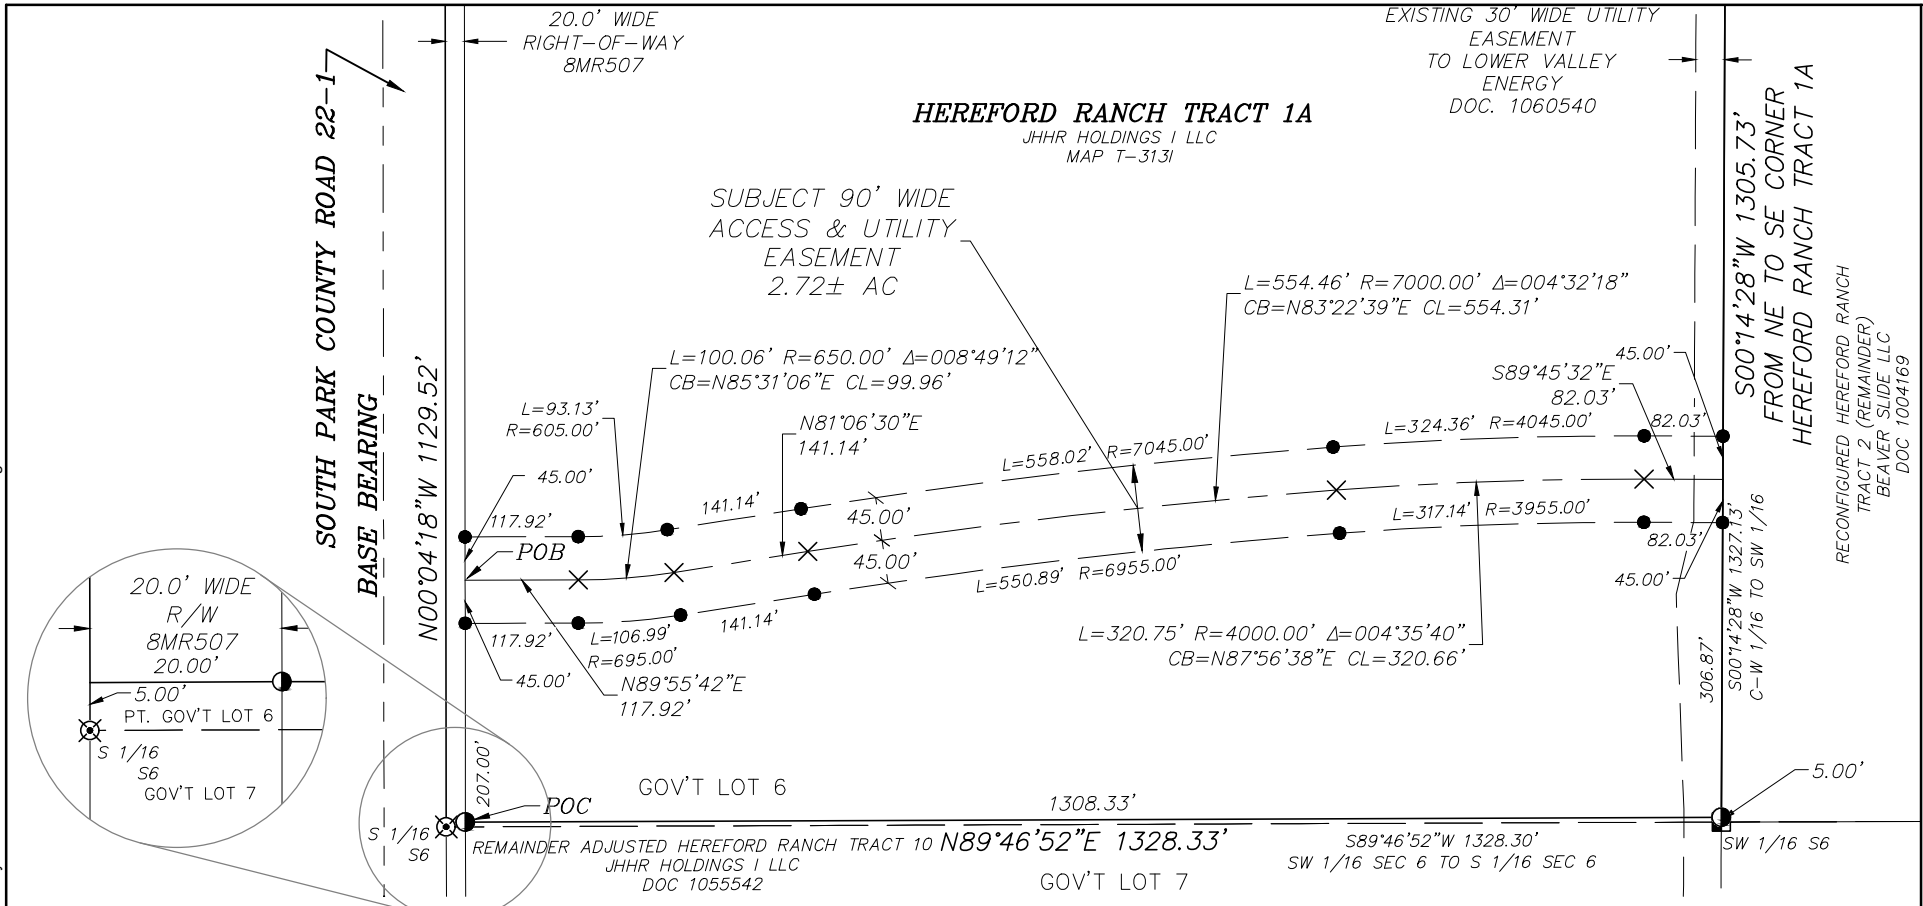 20.0' WIDE
RIGHT-OF-WAY
8MR507
EXISTING 30' WIDE UTILITY
EASEMENT
TO LOWER VALLEY
ENERGY
DOC. 1060540
SOUTH PARK COUNTY ROAD 22-1
BASE BEARING
N00°04'18"W 1129.52'
HEREFORD RANCH TRACT 1A
JHHR HOLDINGS I LLC
MAP T-313I
SUBJECT 90' WIDE
ACCESS & UTILITY
EASEMENT
2.72± AC
S00°14'28"W 1305.73'
FROM NE TO SE CORNER
HEREFORD RANCH TRACT 1A
RECONFIGURED HEREFORD RANCH
TRACT 2 (REMAINDER)
BEAVER SLIDE LLC
DOC 1004169
L=554.46' R=7000.00' Δ=004°32'18"
CB=N83°22'39"E CL=554.31'
L=100.06' R=650.00' Δ=008°49'12"
CB=N85°31'06"E CL=99.96'
L=93.13'
R=605.00'
N81°06'30"E
141.14'
45.00'
S89°45'32"E
82.03'
L=324.36' R=4045.00'
82.03'
L=558.02' R=7045.00'
45.00'
117.92'
141.14'
45.00'
45.00'
POB
L=317.14' R=3955.00'
82.03'
45.00'
L=550.89' R=6955.00'
117.92'
L=106.99'
R=695.00'
141.14'
45.00'
N89°55'42"E
117.92'
L=320.75' R=4000.00' Δ=004°35'40"
CB=N87°56'38"E CL=320.66'
306.87'
S00°14'28"W 1327.13'
C-W 1/16 TO SW 1/16
20.0' WIDE
R/W
8MR507
20.00'
5.00'
PT. GOV'T LOT 6
S 1/16
S6
GOV'T LOT 7
207.00'
POC
GOV'T LOT 6
1308.33'
5.00'
S 1/16
S6
REMAINDER ADJUSTED HEREFORD RANCH TRACT 10
JHHR HOLDINGS I LLC
DOC 1055542
N89°46'52"E 1328.33'
GOV'T LOT 7
S89°46'52"W 1328.30'
SW 1/16 SEC 6 TO S 1/16 SEC 6
SW 1/16 S6